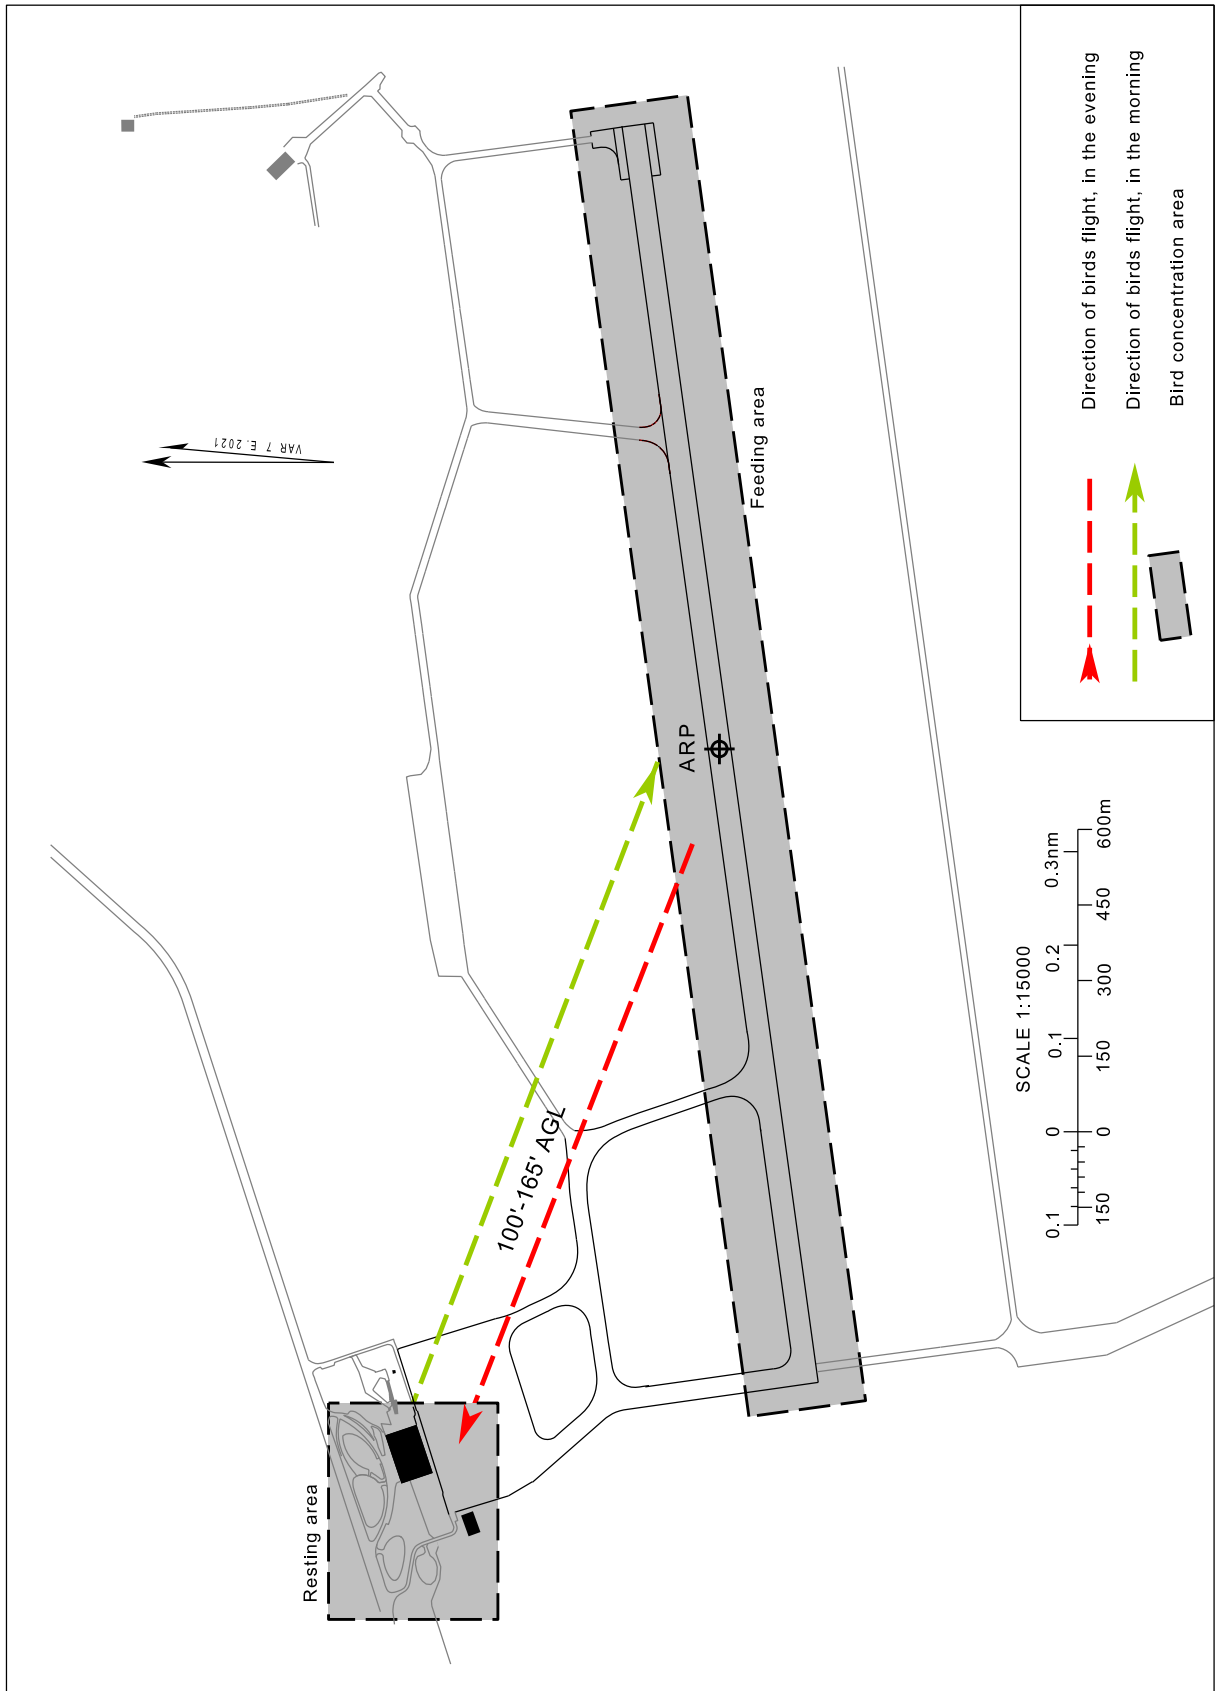 Direction of birds flight, in the evening
Direction of birds flight, in the morning
Bird concentration area
VAR 7 E. 2021
Feeding area
ARP
100'-165' AGL
Resting area
SCALE 1:15000
0.1 0 0.1 0.2 0.3nm
150 0 150 300 450 600m